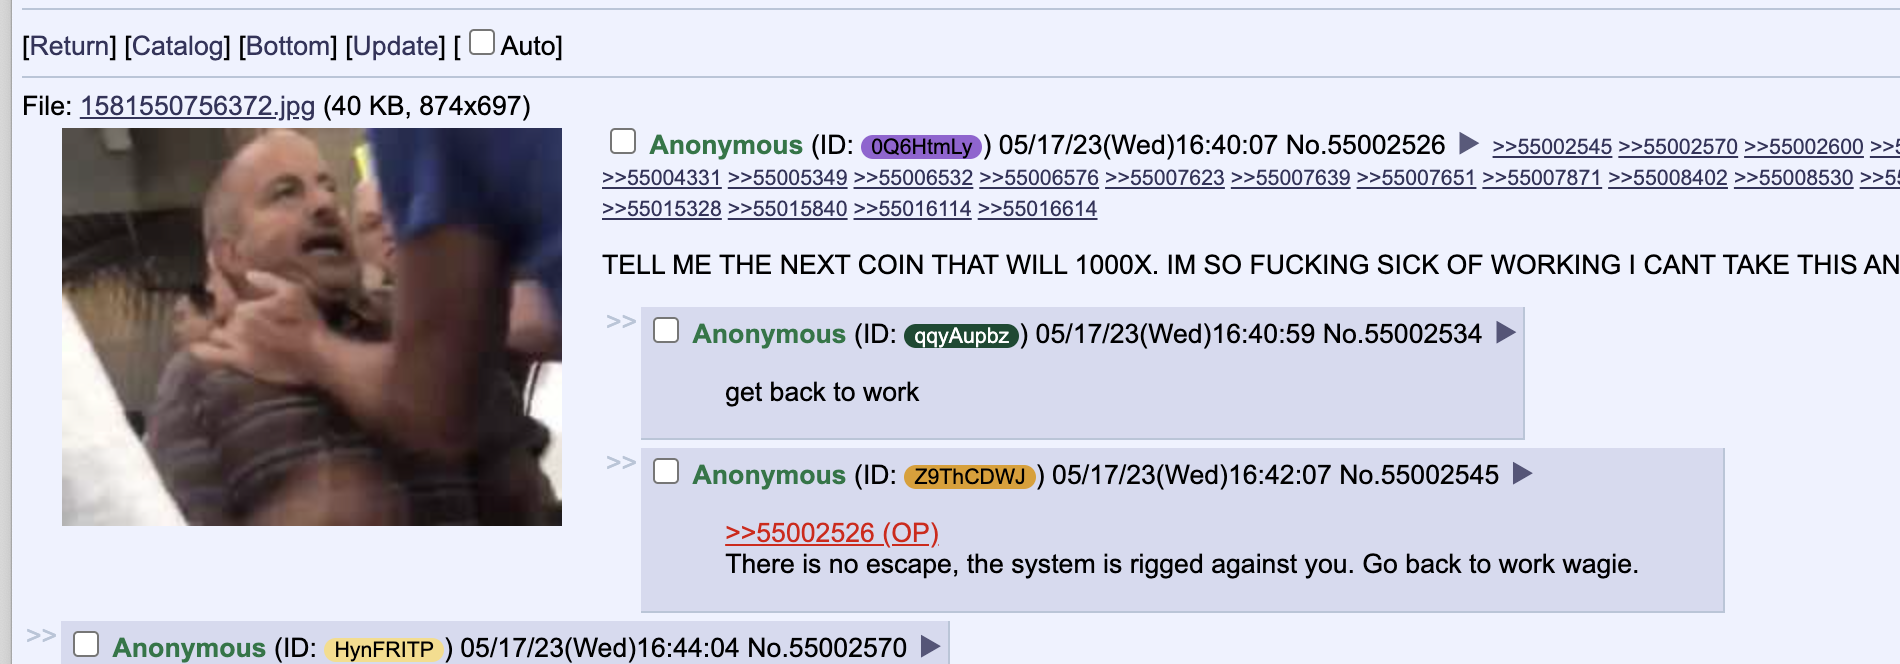 [Return] [Catalog] [Bottom] [Update] [ Auto]
File: 1581550756372.jpg (40 KB, 874x697)
Anonymous (ID: 0Q6HtmLy) 05/17/23(Wed)16:40:07 No.55002526 ▶ >>55002545 >>55002570 >>55002600 >>5
>>55004331 >>55005349 >>55006532 >>55006576 >>55007623 >>55007639 >>55007651 >>55007871 >>55008402 >>55008530 >>55
>>55015328 >>55015840 >>55016114 >>55016614
TELL ME THE NEXT COIN THAT WILL 1000X. IM SO FUCKING SICK OF WORKING I CANT TAKE THIS AN
>> Anonymous (ID: qqyAupbz) 05/17/23(Wed)16:40:59 No.55002534 ▶
get back to work
>> Anonymous (ID: Z9ThCDWJ) 05/17/23(Wed)16:42:07 No.55002545 ▶
>>55002526 (OP)
There is no escape, the system is rigged against you. Go back to work wagie.
>> Anonymous (ID: HynFRITP) 05/17/23(Wed)16:44:04 No.55002570 ▶